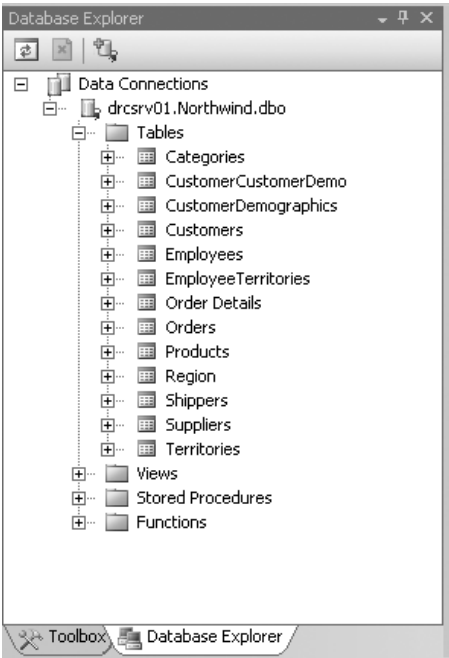 Database Explorer
Data Connections
drcsrv01.Northwind.dbo
Tables
Categories
CustomerCustomerDemo
CustomerDemographics
Customers
Employees
EmployeeTerritories
Order Details
Orders
Products
Region
Shippers
Suppliers
Territories
Views
Stored Procedures
Functions
Toolbox Database Explorer